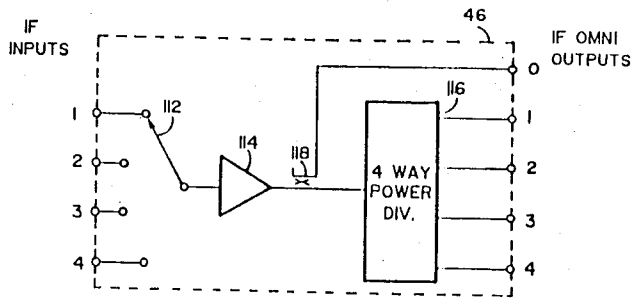 46
IF
INPUTS
IF OMNI
OUTPUTS
0
1
112
114
118
116
1
2
4 WAY
POWER
DIV.
2
3
3
4
4